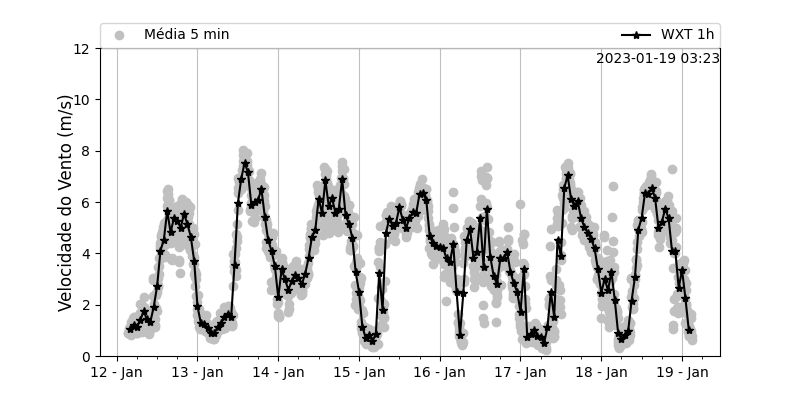 Média 5 min
WXT 1h
2023-01-19 03:23
Velocidade do Vento (m/s)
12
10
8
6
4
2
0
12 - Jan
13 - Jan
14 - Jan
15 - Jan
16 - Jan
17 - Jan
18 - Jan
19 - Jan